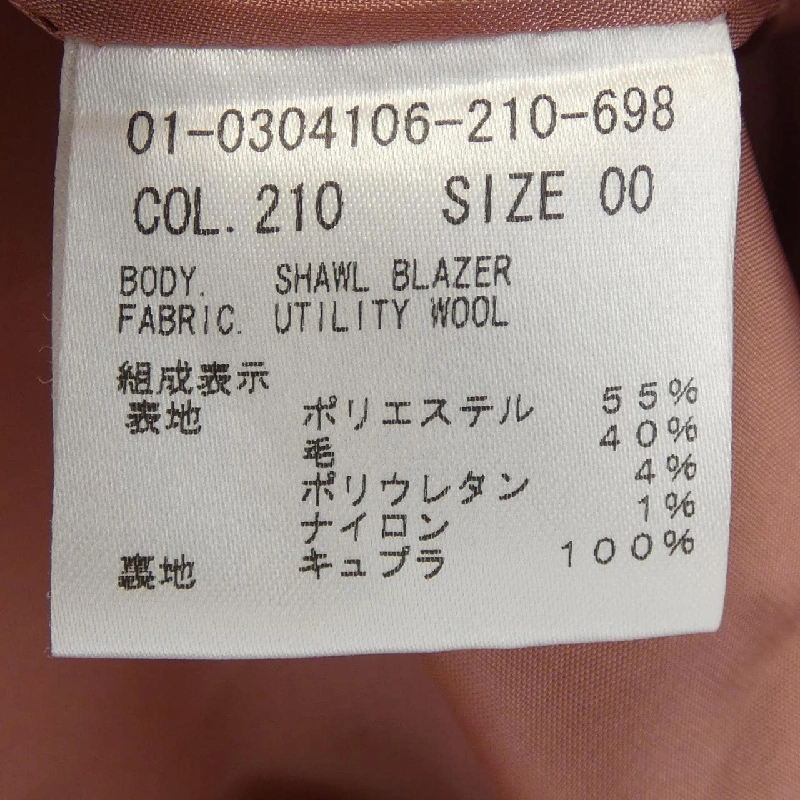 01-0304106-210-698
COL. 210 SIZE 00
BODY. SHAWL BLAZER
FABRIC. UTILITY WOOL
組成表示
表地 ポリエステル 55%
毛 40%
ポリウレタン 4%
ナイロン 1%
裏地 キュプラ 100%